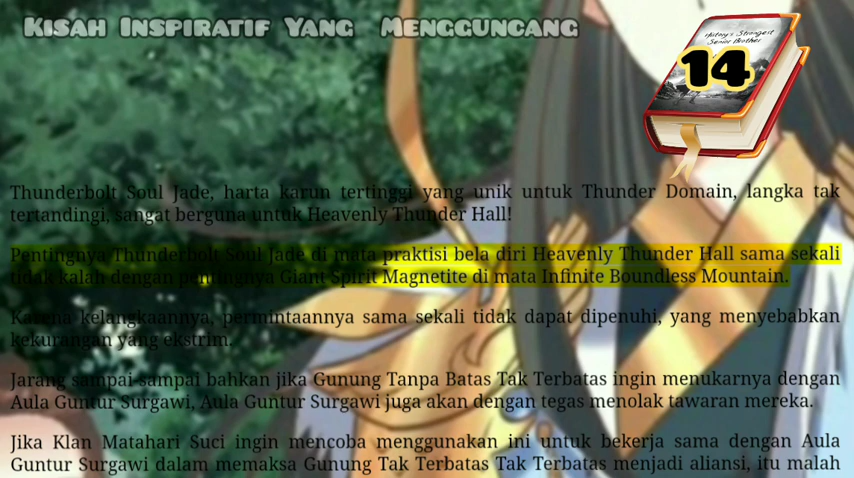 Kisah Inspiratif Yang Mengguncang
History's Strongest
Senior Brother
14
Thunderbolt Soul Jade, harta karun tertinggi yang unik untuk Thunder Domain, langka tak
tertandingi, sangat berguna untuk Heavenly Thunder Hall!
Pentingnya Thunderbolt Soul Jade di mata praktisi bela diri Heavenly Thunder Hall sama sekali
tidak kalah dengan pentingnya Giant Spirit Magnetite di mata Infinite Boundless Mountain.
Karena kelangkaannya, permintaannya sama sekali tidak dapat dipenuhi, yang menyebabkan
kekurangan yang ekstrim.
Jarang sampai-sampai bahkan jika Gunung Tanpa Batas Tak Terbatas ingin menukarnya dengan
Aula Guntur Surgawi, Aula Guntur Surgawi juga akan dengan tegas menolak tawaran mereka.
Jika Klan Matahari Suci ingin mencoba menggunakan ini untuk bekerja sama dengan Aula
Guntur Surgawi dalam memaksa Gunung Tak Terbatas Tak Terbatas menjadi aliansi, itu malah